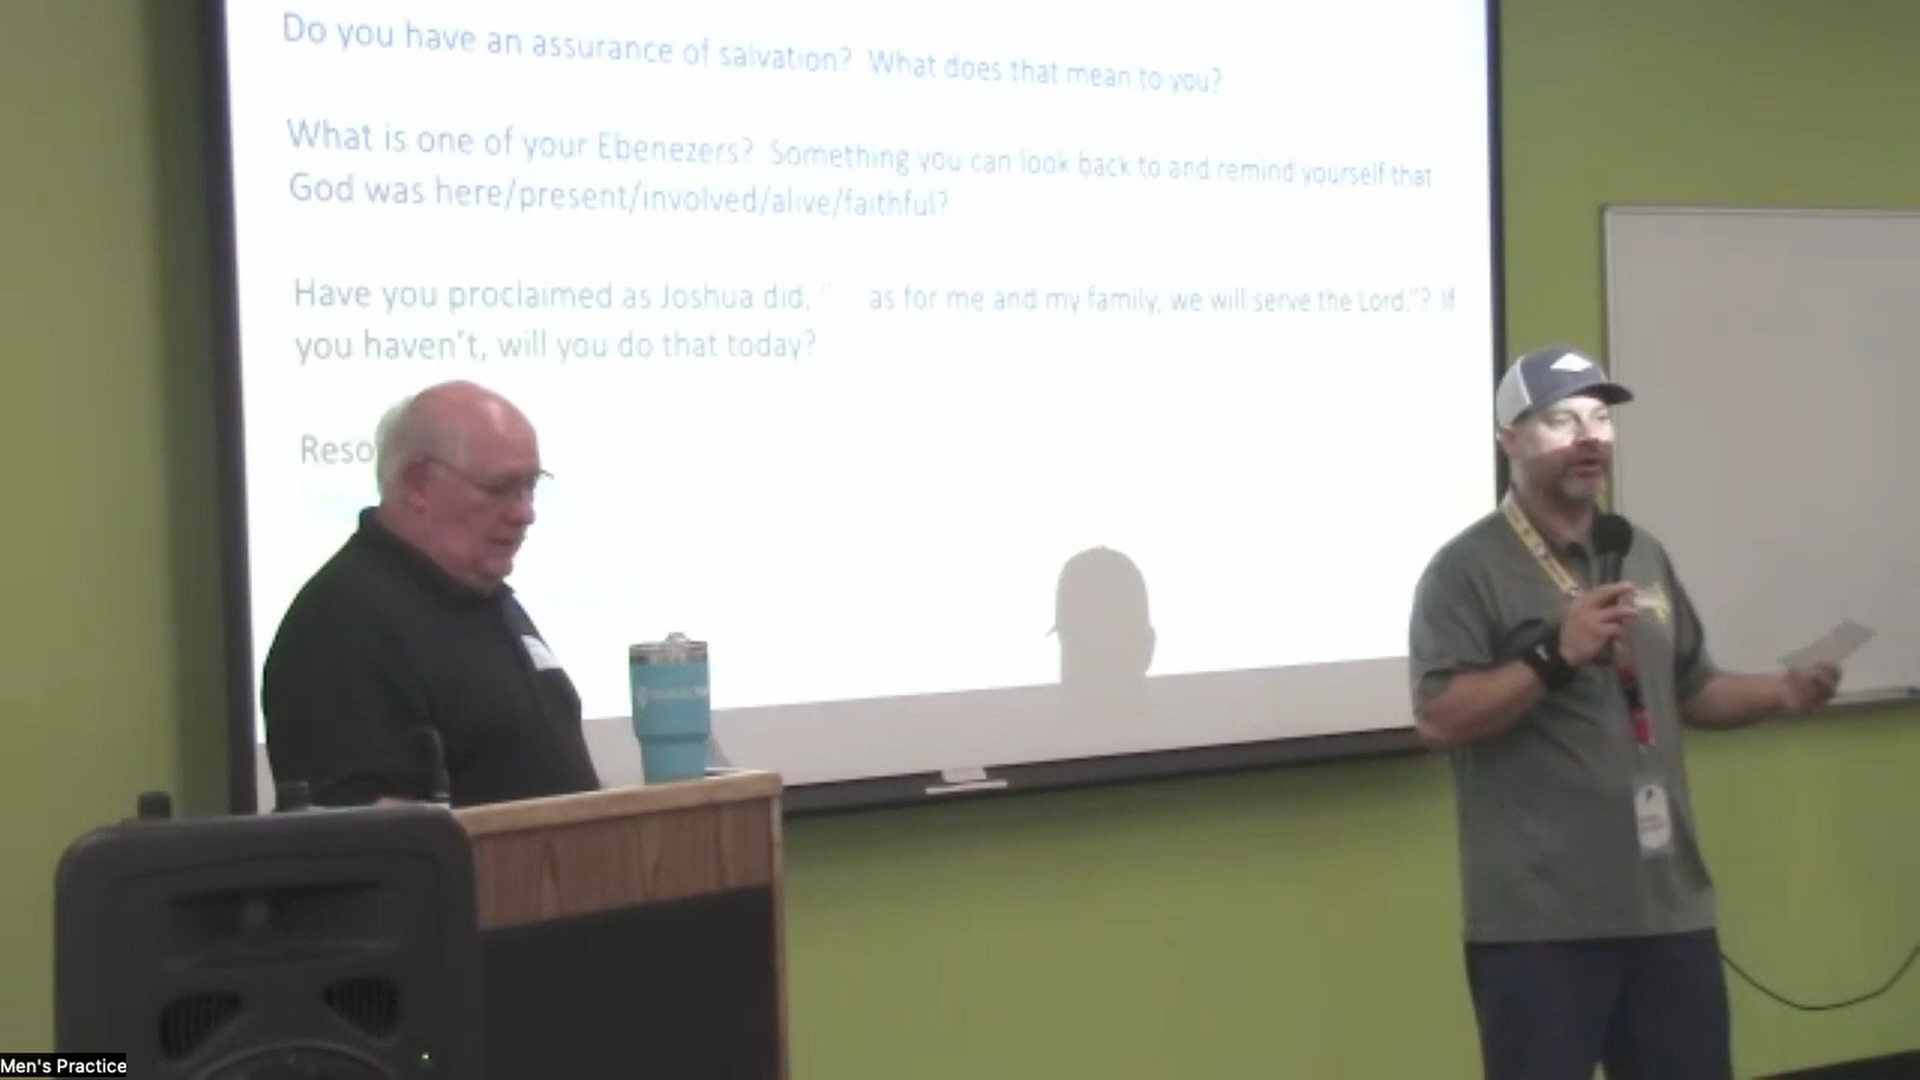 Do you have an assurance of salvation? What does that mean to you?
What is one of your Ebenezers? Something you can look back to and remind yourself that
God was here/present/involved/alive/faithful?
Have you proclaimed as Joshua did, " as for me and my family, we will serve the Lord."? If
you haven't, will you do that today?
Reso
Men's Practice